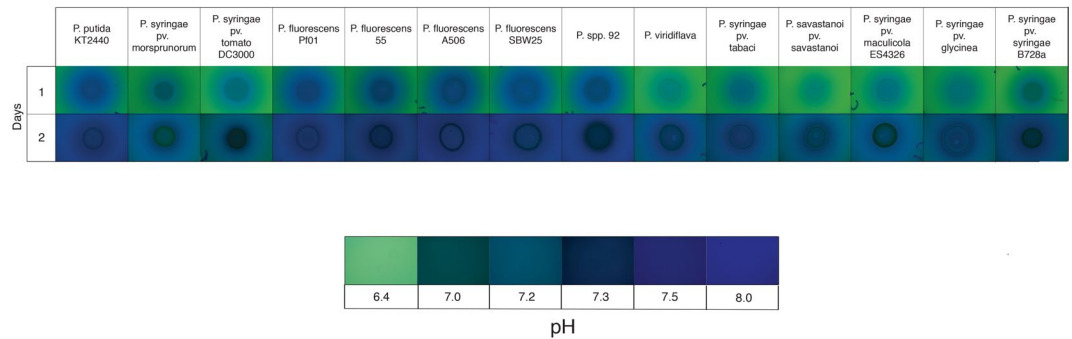 P. putida
KT2440
P. syringae
pv.
morsprunorum
P. syringae
pv.
tomato
DC3000
P. fluorescens
Pf01
P. fluorescens
55
P. fluorescens
A506
P. fluorescens
SBW25
P. spp. 92
P. viridiflava
P. syringae
pv.
tabaci
P. savastanoi
pv.
savastanoi
P. syringae
pv.
maculicola
ES4326
P. syringae
pv.
glycinea
P. syringae
pv.
syringae
B728a
Days
1
2
6.4
7.0
7.2
7.3
7.5
8.0
pH